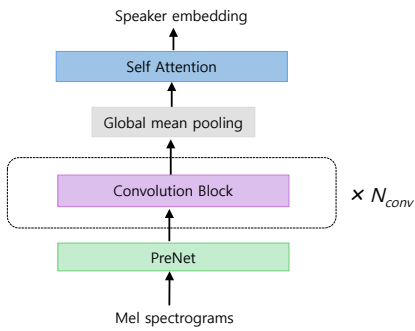 Speaker embedding
Self Attention
Global mean pooling
Convolution Block
× N_conv
PreNet
Mel spectrograms